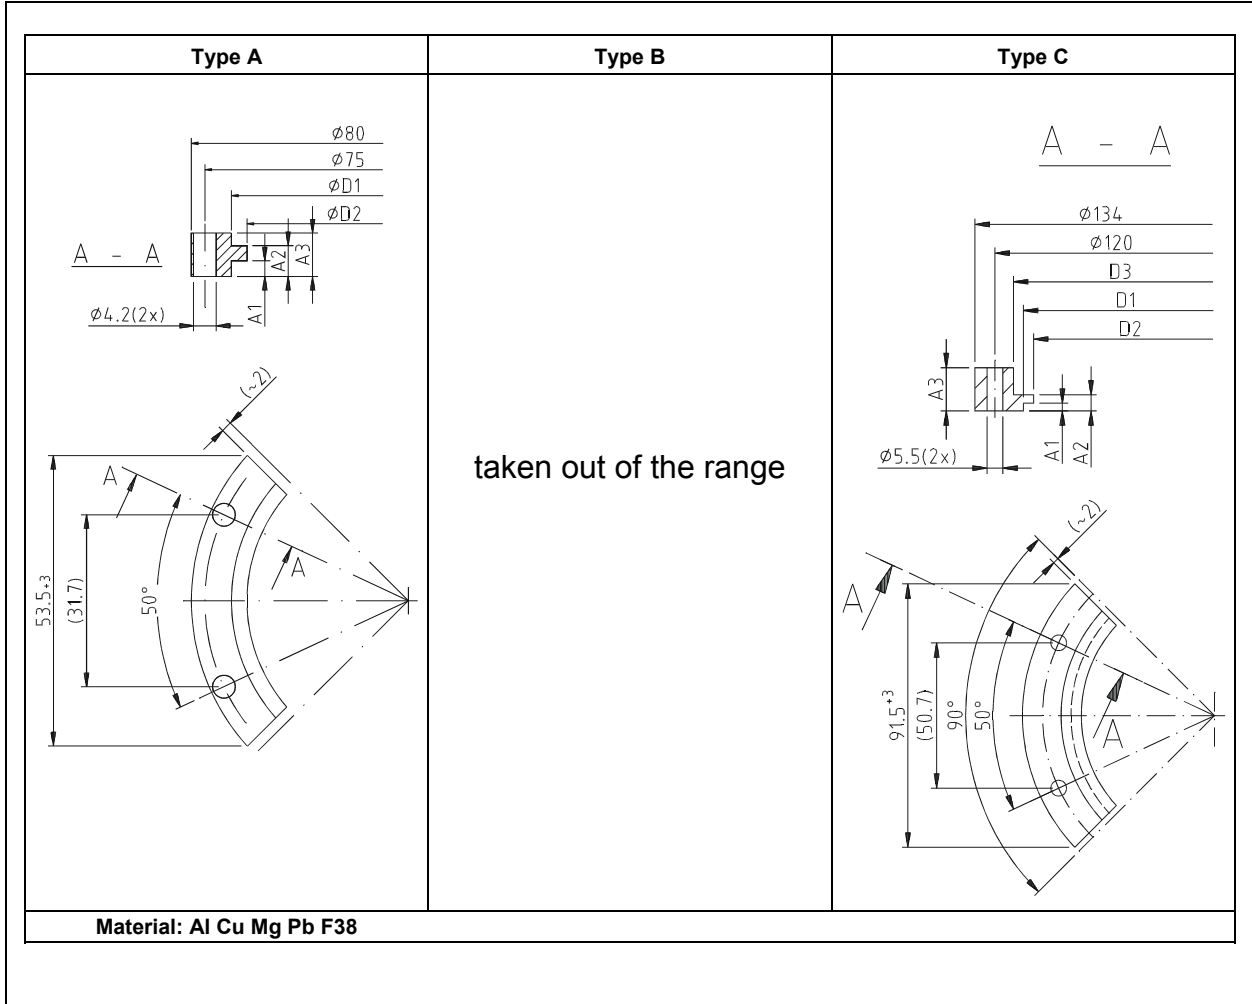 Type A
Type B
Type C
ø80
ø75
øD1
øD2
A - A
A1
A2
A3
ø4.2(2x)
(~2)
A
A
53.5+3
(31.7)
50°
taken out of the range
A - A
ø134
ø120
D3
D1
D2
A3
A1
A2
ø5.5(2x)
(~2)
A
A
91.5+3
(50.7)
90°
50°
Material: Al Cu Mg Pb F38